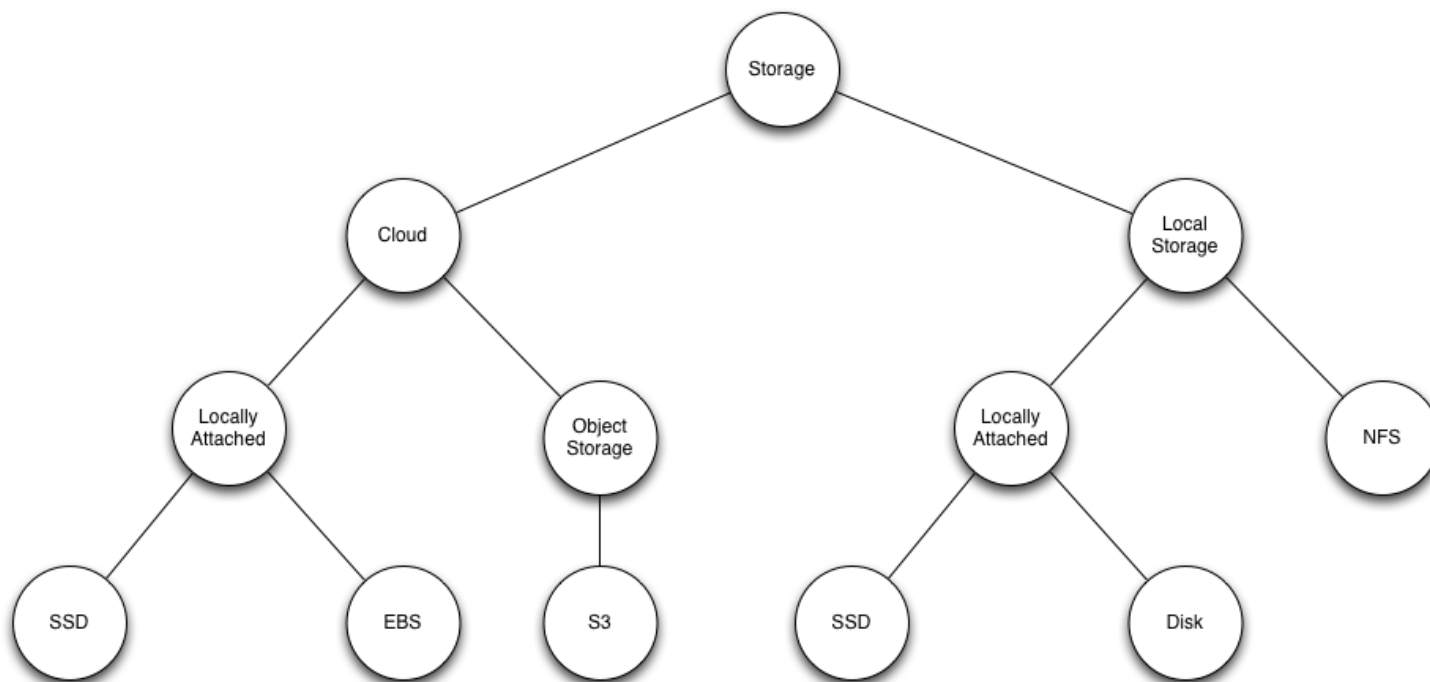 Storage
Cloud
Local
Storage
Locally
Attached
Object
Storage
Locally
Attached
NFS
SSD
EBS
S3
SSD
Disk